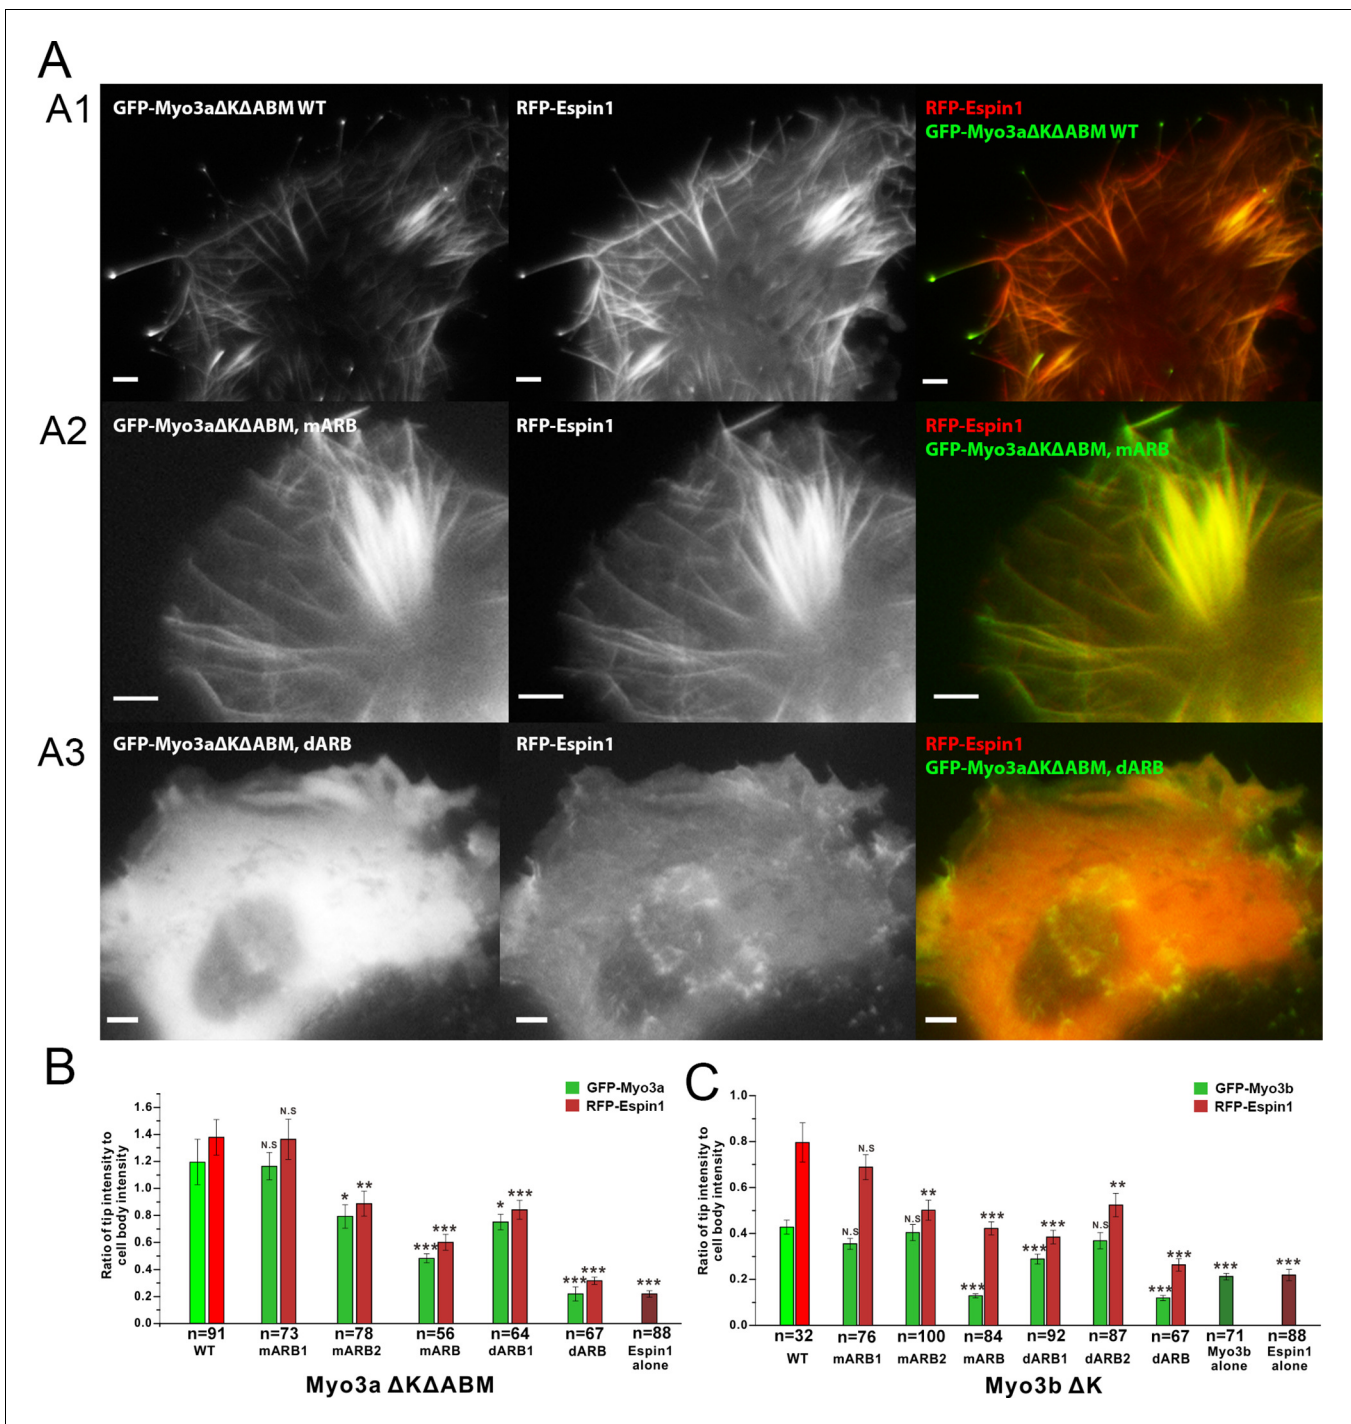 A
A1
GFP-Myo3aΔKΔABM WT
RFP-Espin1
RFP-Espin1
GFP-Myo3aΔKΔABM WT
A2
GFP-Myo3aΔKΔABM, mARB
RFP-Espin1
RFP-Espin1
GFP-Myo3aΔKΔABM, mARB
A3
GFP-Myo3aΔKΔABM, dARB
RFP-Espin1
RFP-Espin1
GFP-Myo3aΔKΔABM, dARB
B
GFP-Myo3a
RFP-Espin1
Ratio of tip intensity to
cell body intensity
1.6
1.4
1.2
1.0
0.8
0.6
0.4
0.2
0.0
N.S N.S
* **
*** ***
* ***
*** ***
***
n=91 n=73 n=78 n=56 n=64 n=67 n=88
WT mARB1 mARB2 mARB dARB1 dARB Espin1
alone
Myo3a ΔKΔABM
C
GFP-Myo3b
RFP-Espin1
Ratio of tip intensity to
cell body intensity
1.0
0.8
0.6
0.4
0.2
0.0
N.S N.S
N.S **
*** ***
*** ***
N.S **
*** ***
***
***
n=32 n=76 n=100 n=84 n=92 n=87 n=67 n=71 n=88
WT mARB1 mARB2 mARB dARB1 dARB2 dARB Myo3b Espin1
alone alone
Myo3b ΔK